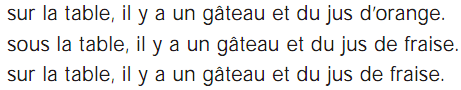 sur la table, il y a un gâteau et du jus d’orange.
sous la table, il y a un gâteau et du jus de fraise.
sur la table, il y a un gâteau et du jus de fraise.